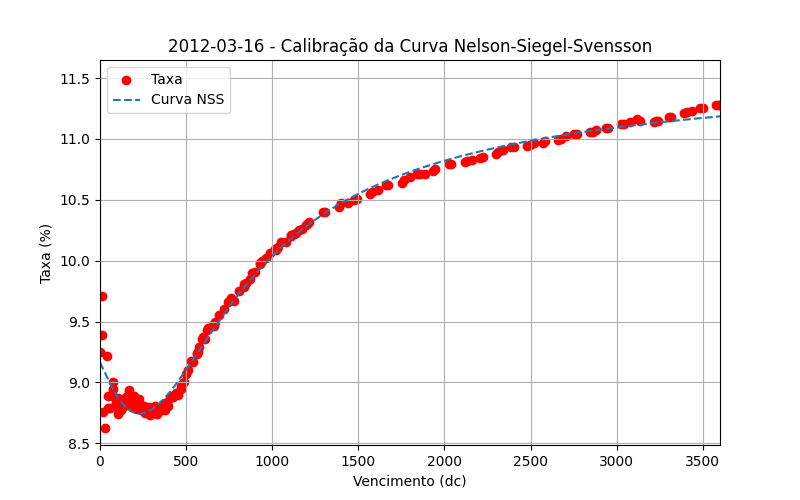 2012-03-16 - Calibração da Curva Nelson-Siegel-Svensson
Taxa
Curva NSS
Taxa (%)
11.5
11.0
10.5
10.0
9.5
9.0
8.5
0 500 1000 1500 2000 2500 3000 3500
Vencimento (dc)